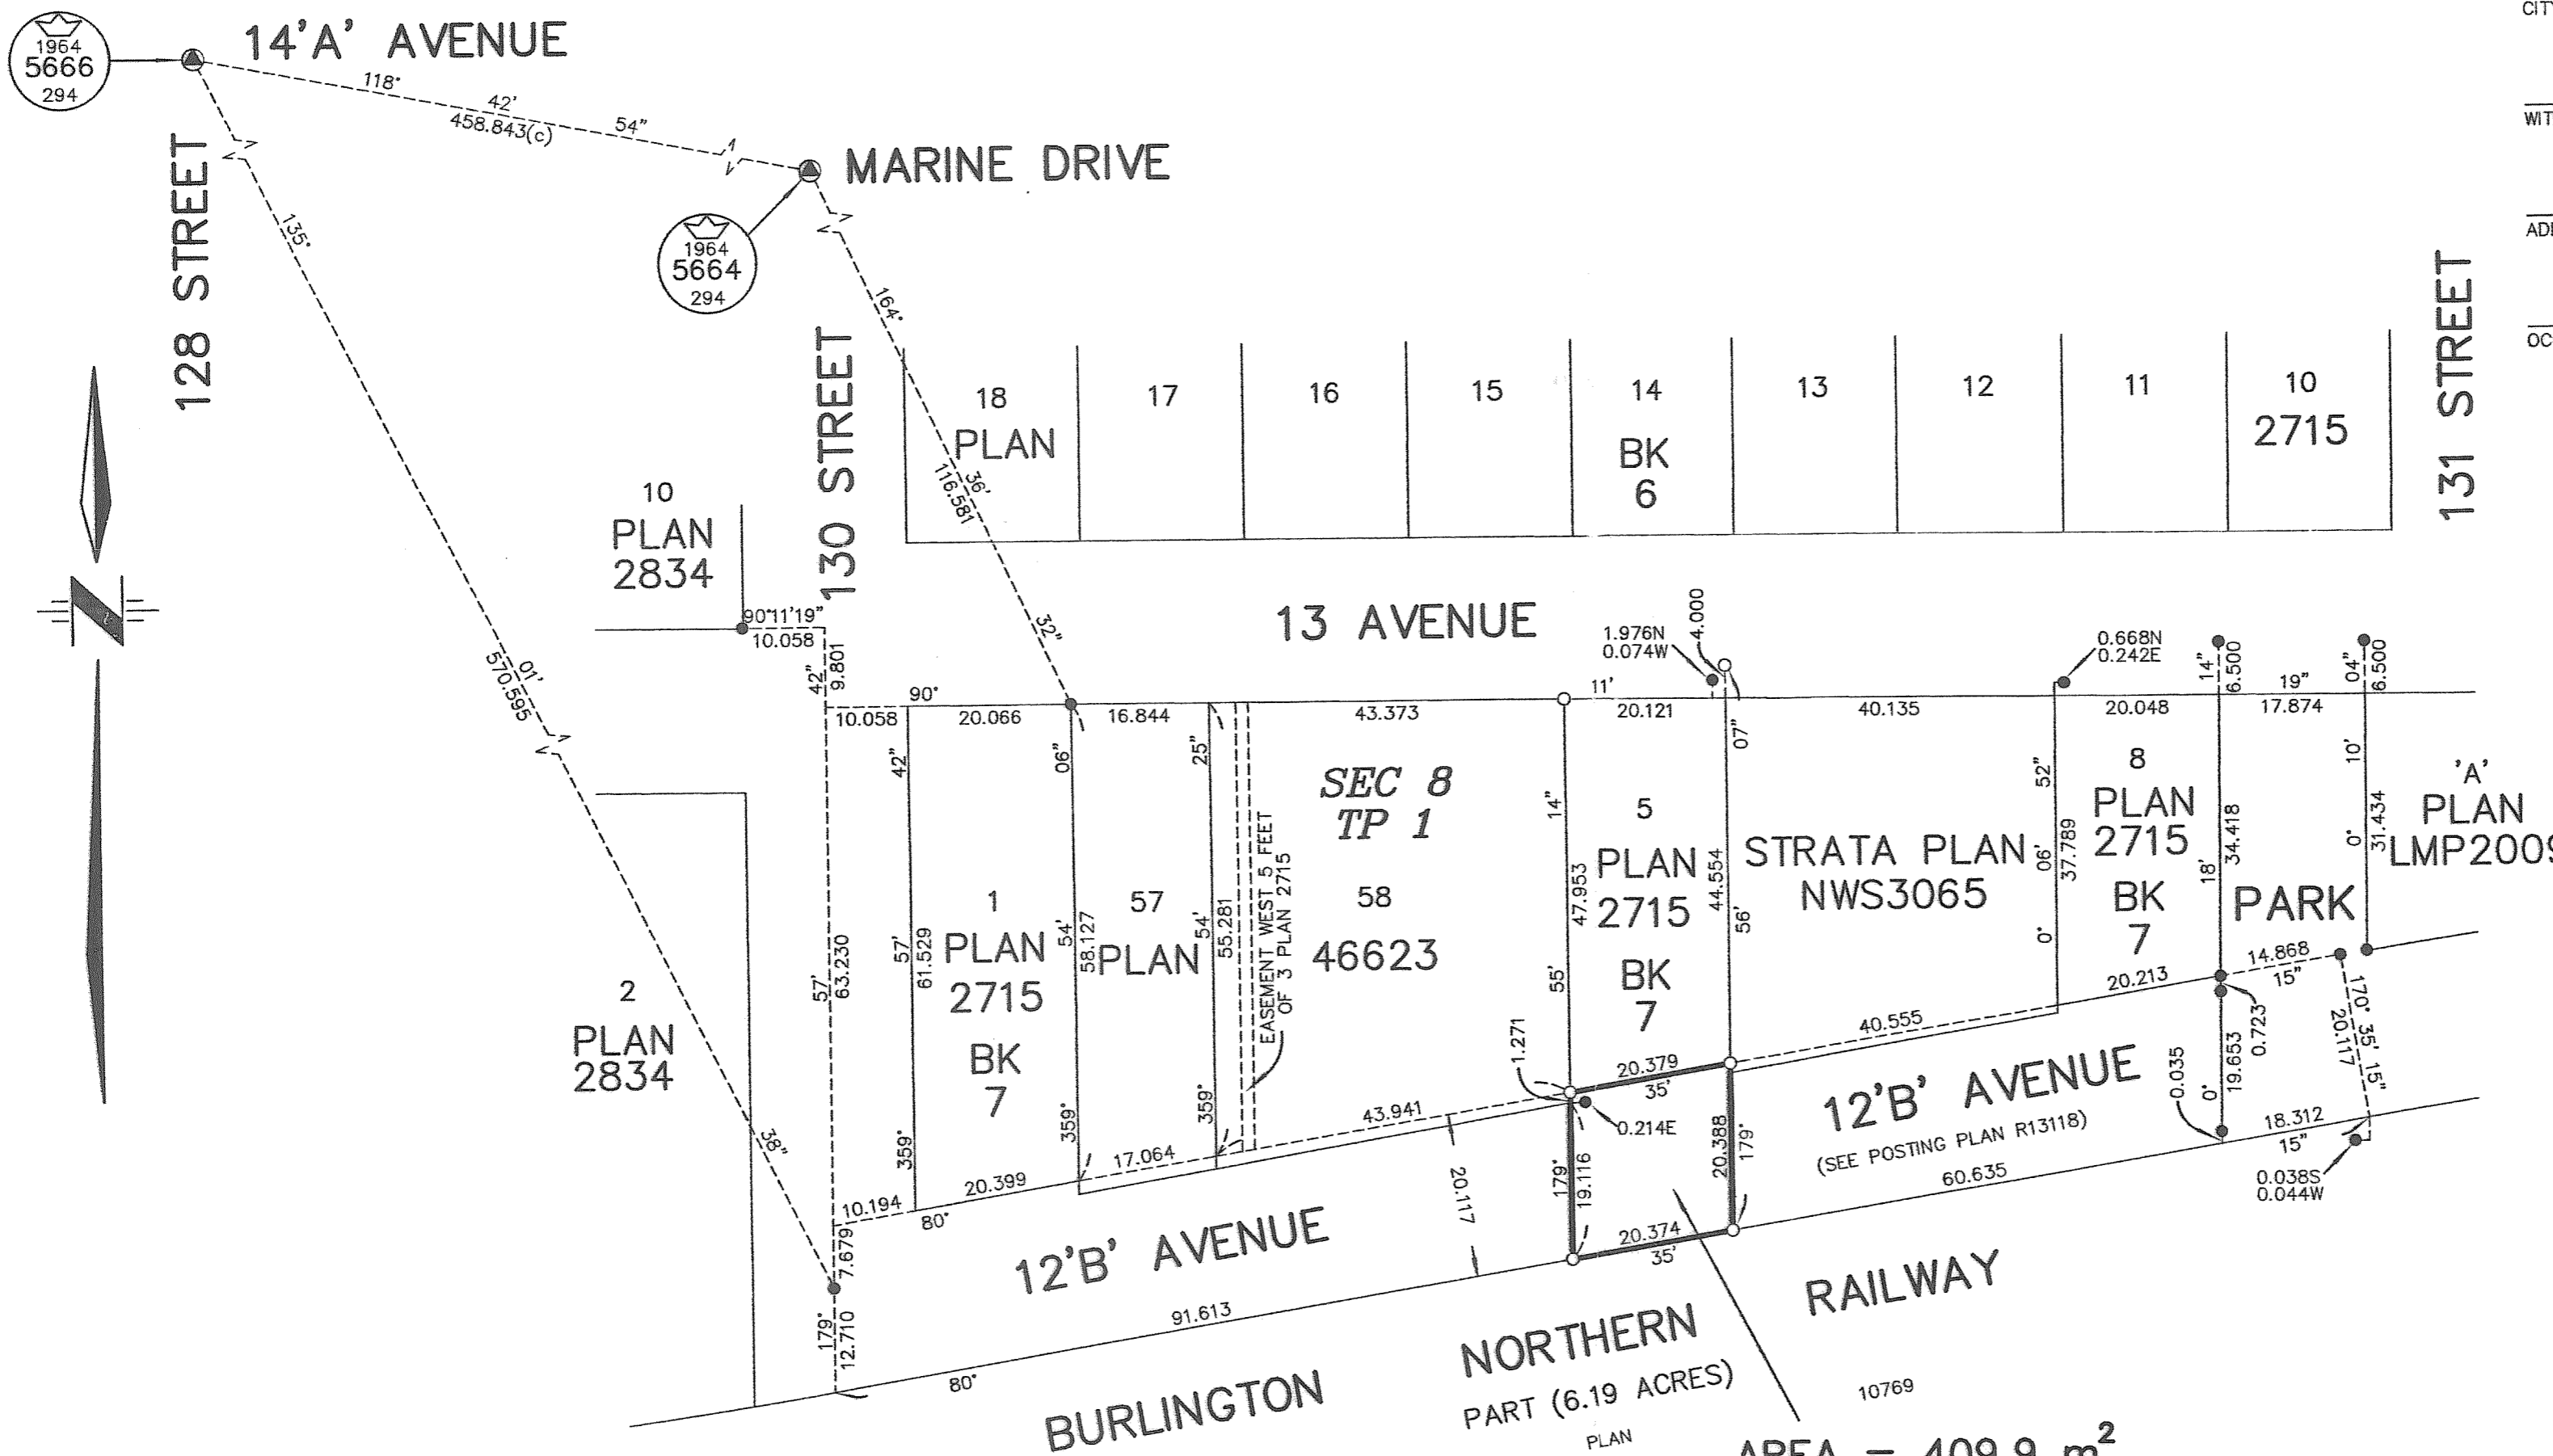 CIT
WIT
OC
1964
5666
294
14'A' AVENUE
118°
42'
54"
458.843(c)
MARINE DRIVE
1964
5664
294
128 STREET
135°
01'
570.595
38"
164°
36'
116.581
32"
130 STREET
131 STREET
18
PLAN
17
16
15
14
BK
6
13
12
11
10
2715
10
PLAN
2834
90°11'19"
10.058
42"
9.801
13 AVENUE
1.976N
0.074W
4.000
0.668N
0.242E
14"
6.500
04"
6.500
90°
11'
19"
10.058
20.066
16.844
43.373
20.121
40.135
20.048
17.874
42"
57'
61.529
359°
06"
54'
58.127
359°
25"
54'
55.281
359°
14"
47.953
55'
07"
44.554
56'
52"
06'
37.789
0°
18'
34.418
10'
31.434
0°
57'
63.230
SEC 8
TP 1
58
46623
EASEMENT WEST 5 FEET
OF 3 PLAN 2715
1
PLAN
2715
BK
7
57
PLAN
5
PLAN
2715
BK
7
STRATA PLAN
NWS3065
8
PLAN
2715
BK
7
PARK
'A'
PLAN
2
PLAN
2834
14.868
15"
20.213
40.555
170° 35' 15"
20.117
0.723
19.653
0°
0.035
1.271
20.379
35'
0.214E
43.941
17.064
20.399
10.194
80°
7.679
179°
12.710
20.117
179°
19.116
20.388
179°
20.374
35'
12'B' AVENUE
12'B' AVENUE
(SEE POSTING PLAN R13118)
18.312
15"
0.038S
0.044W
60.635
91.613
80°
BURLINGTON
NORTHERN
RAILWAY
PART (6.19 ACRES)
PLAN
10769
AREA = 409.9 m²